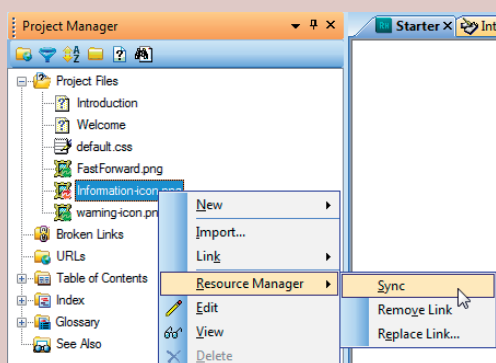 Project Manager
Starter
Int
Project Files
Introduction
Welcome
default.css
FastForward.png
Information-icon.png
warning-icon.pn
Broken Links
URLs
Table of Contents
Index
Glossary
See Also
New
Import...
Link
Resource Manager
Edit
View
Delete
Sync
Remove Link
Replace Link...